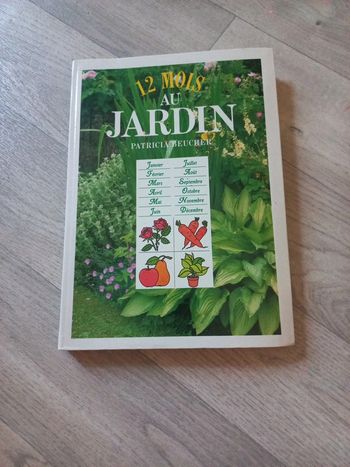 12 MOIS
AU
JARDIN
PATRICIA BEUCHER
Janvier
Février
Mars
Avril
Mai
Juin
Juillet
Août
Septembre
Octobre
Novembre
Décembre